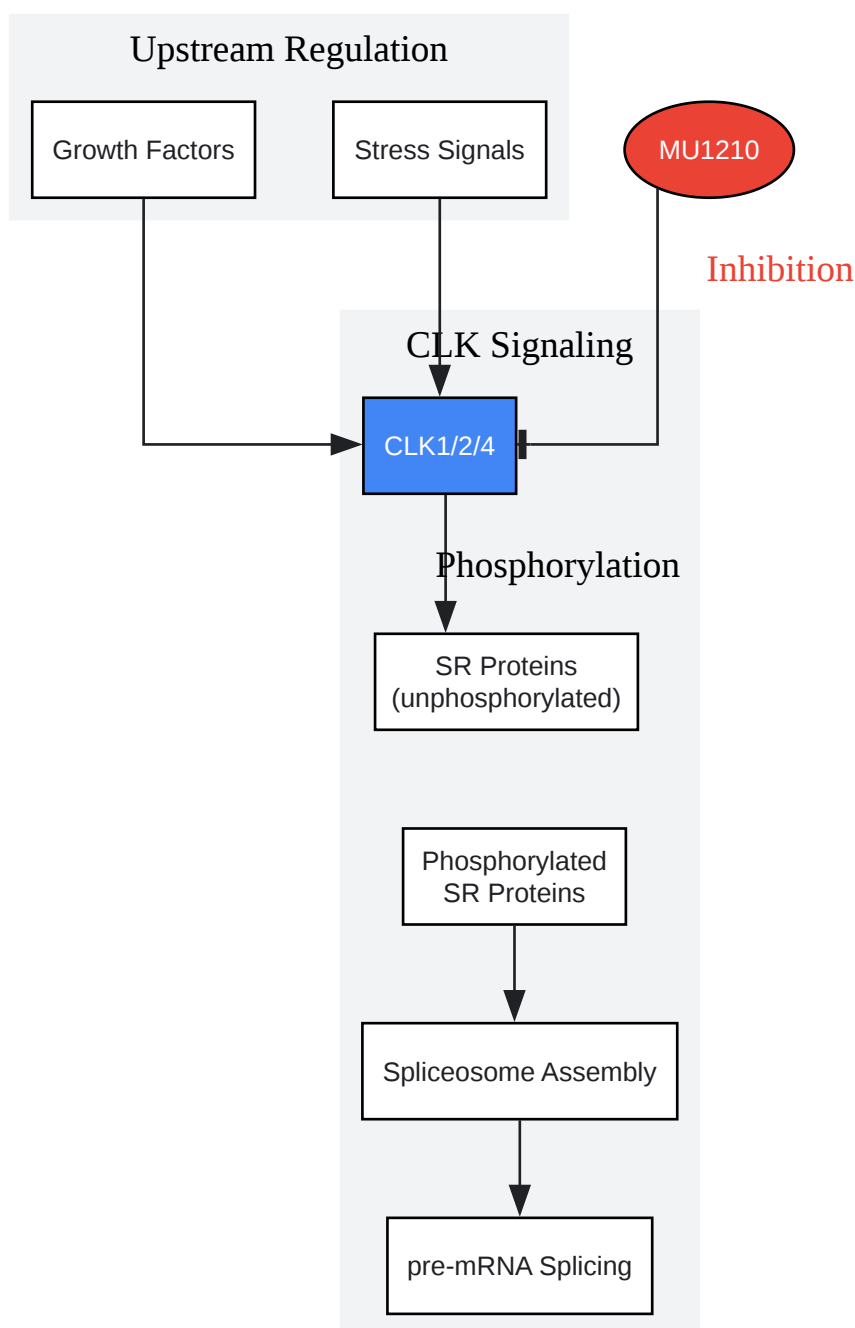 Upstream Regulation
Growth Factors
Stress Signals
MU1210
Inhibition
CLK Signaling
CLK1/2/4
Phosphorylation
SR Proteins
(unphosphorylated)
Phosphorylated
SR Proteins
Spliceosome Assembly
pre-mRNA Splicing